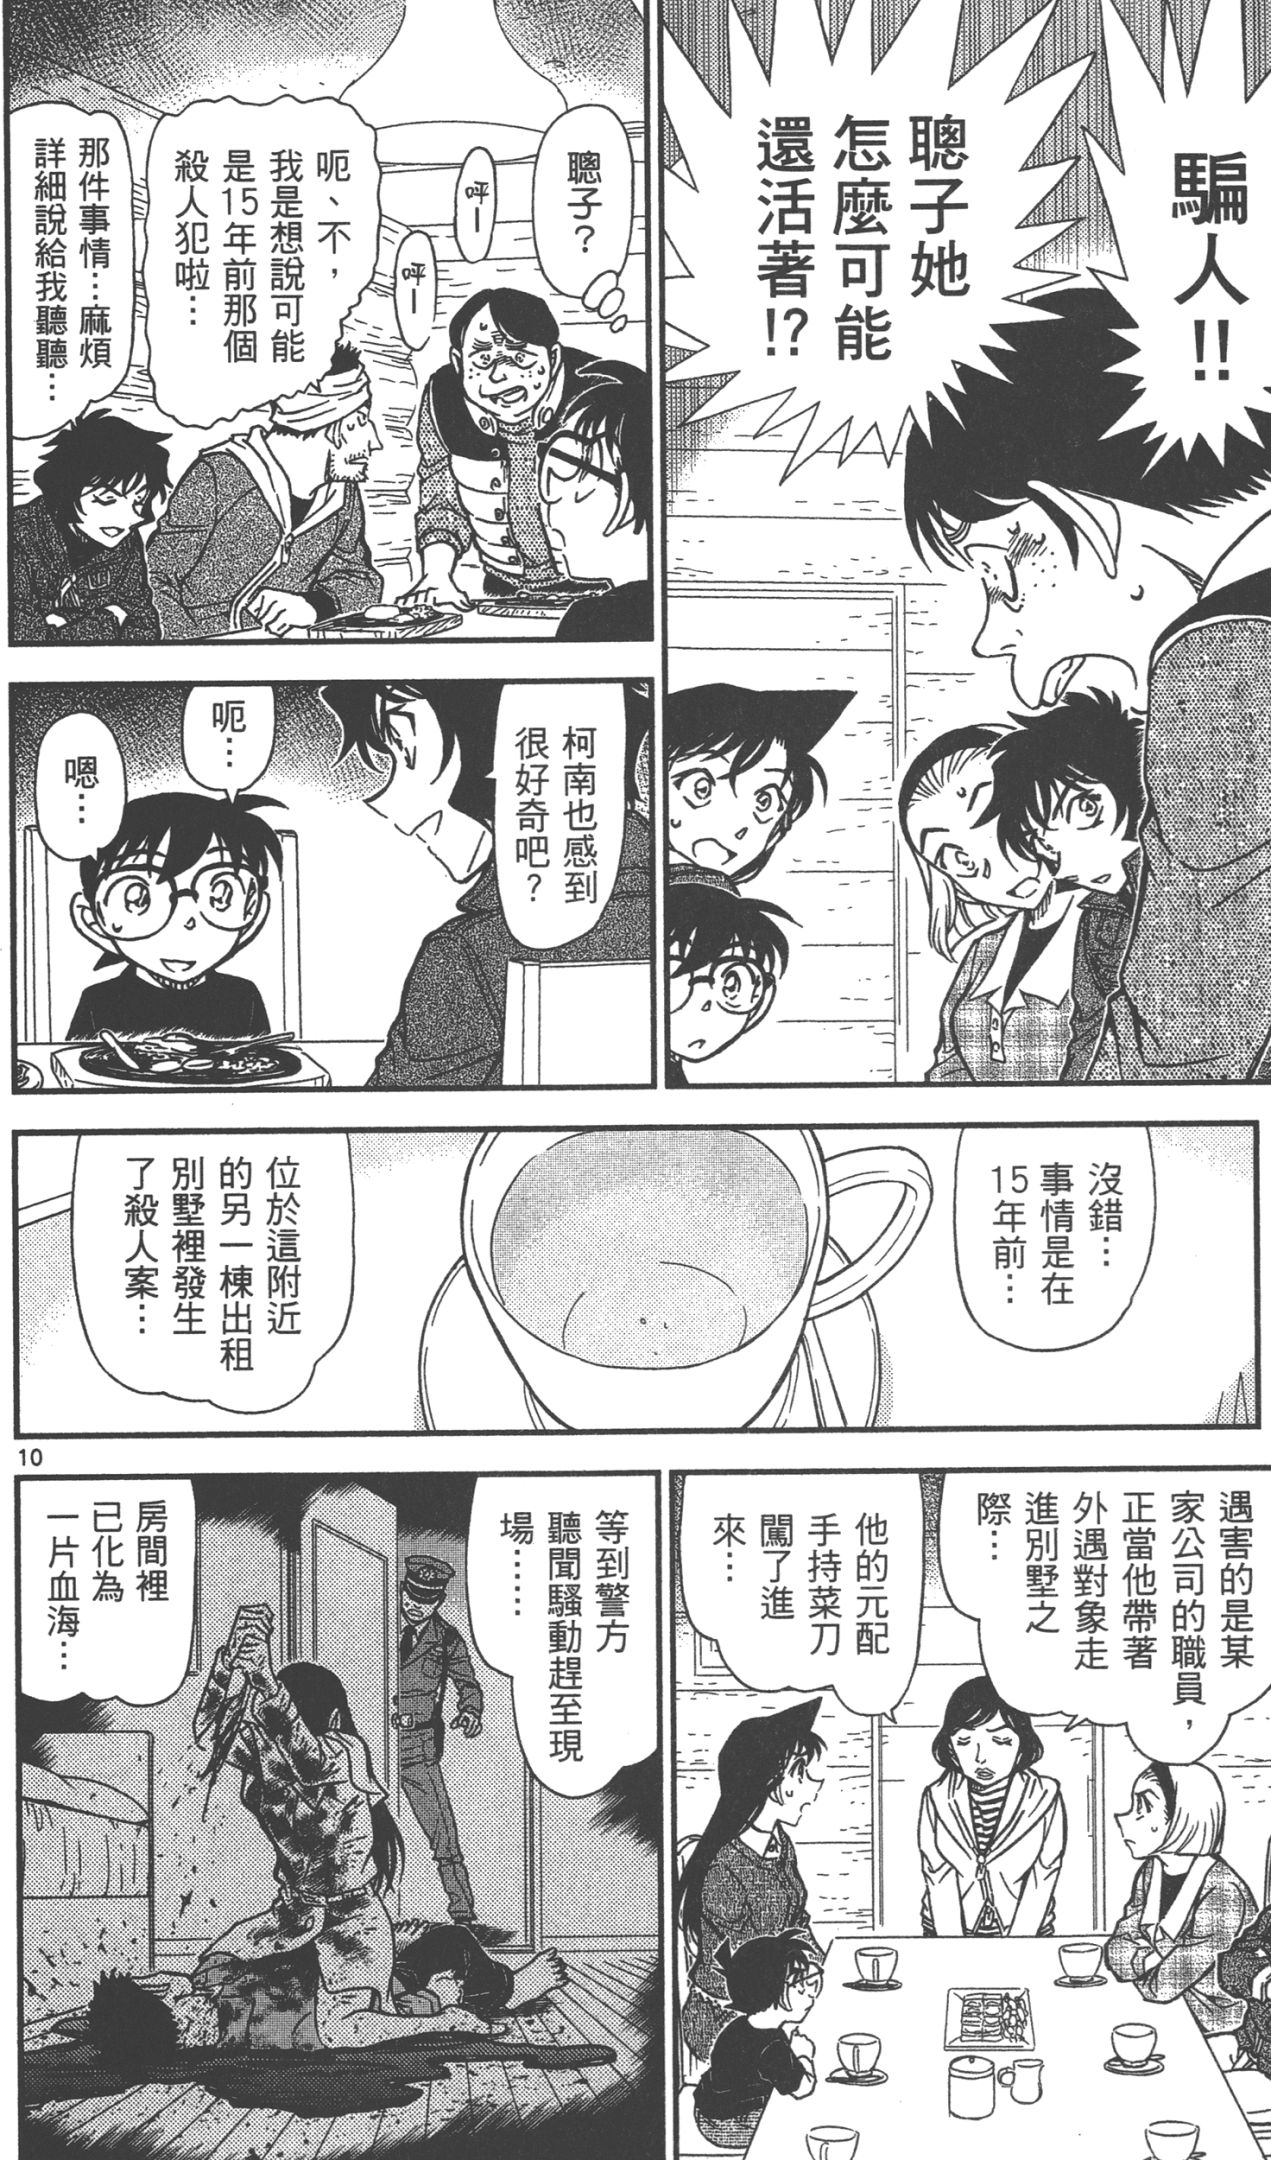 騙人!!
聰子她
怎麼可能
還活著!?
聰子?
呼—
呼—
呃、不,
我是想說可能
是15年前那個
殺人犯啦…
那件事情…麻煩
詳細說給我聽聽…
柯南也感到
很好奇吧?
呃…
嗯…
沒錯…
事情是在
15年前…
位於這附近
的另一棟出租
別墅裡發生
了殺人案…
10
遇害的是某
家公司的職員,
正當他帶著
外遇對象走
進別墅之
際…
他的元配
手持菜刀
闖了進
來…
等到警方
聽聞騷動趕至現
場……
房間裡
已化為
一片血海…